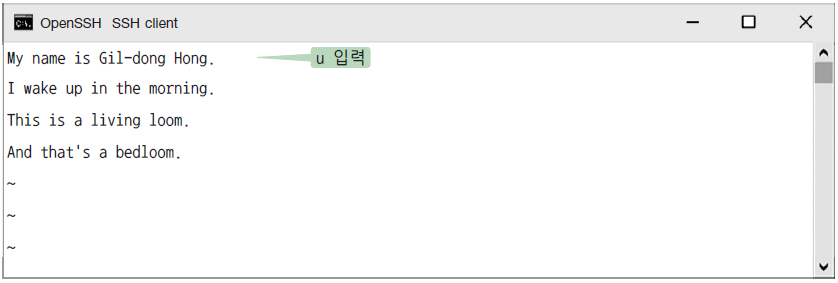 OpenSSH SSH client
My name is Gil-dong Hong. u 입력
I wake up in the morning.
This is a living loom.
And that's a bedloom.
~
~
~